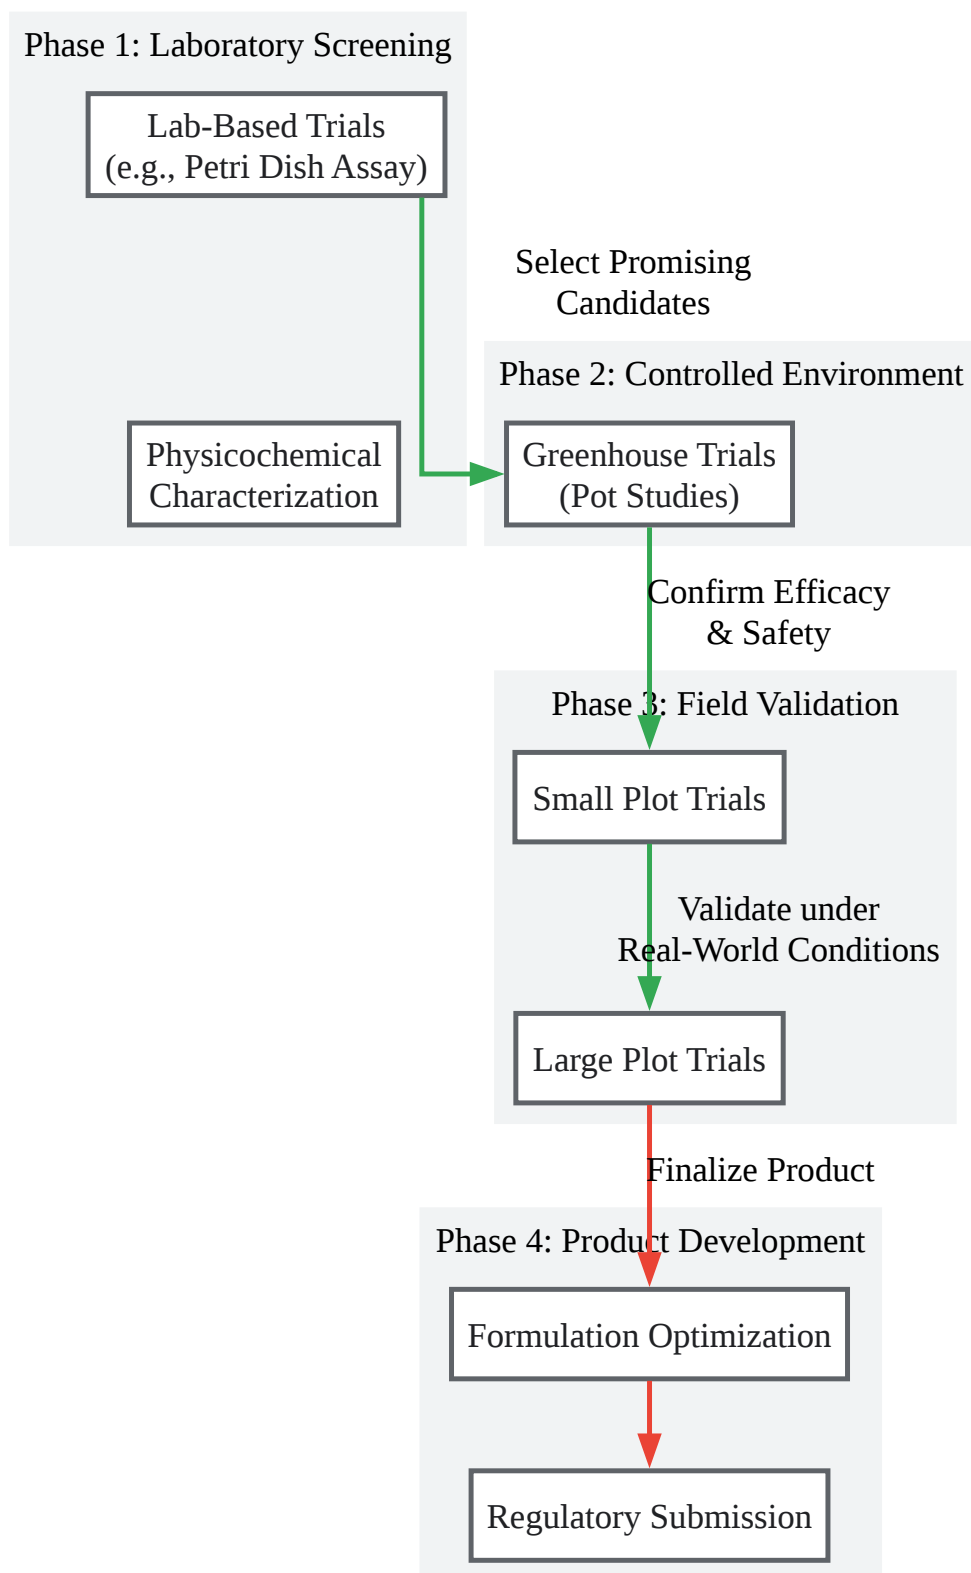 Phase 1: Laboratory Screening
Lab-Based Trials
(e.g., Petri Dish Assay)
Select Promising
Candidates
Phase 2: Controlled Environment
Physicochemical
Characterization
Greenhouse Trials
(Pot Studies)
Confirm Efficacy
& Safety
Phase 3: Field Validation
Small Plot Trials
Validate under
Real-World Conditions
Large Plot Trials
Finalize Product
Phase 4: Product Development
Formulation Optimization
Regulatory Submission